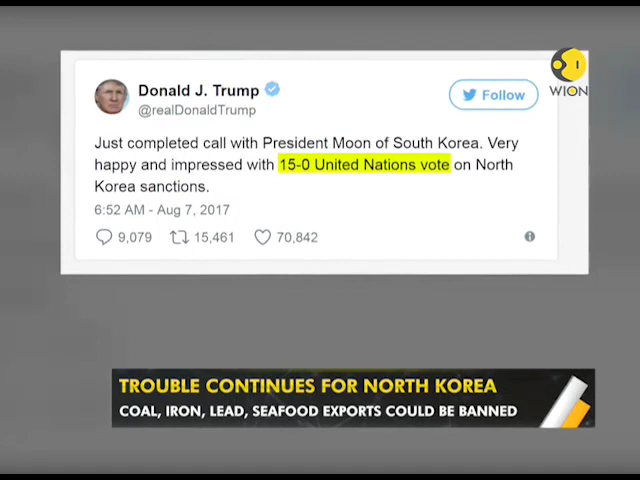 Donald J. Trump
@realDonaldTrump
Follow
WION
Just completed call with President Moon of South Korea. Very
happy and impressed with 15-0 United Nations vote on North
Korea sanctions.
6:52 AM - Aug 7, 2017
9,079 15,461 70,842
TROUBLE CONTINUES FOR NORTH KOREA
COAL, IRON, LEAD, SEAFOOD EXPORTS COULD BE BANNED